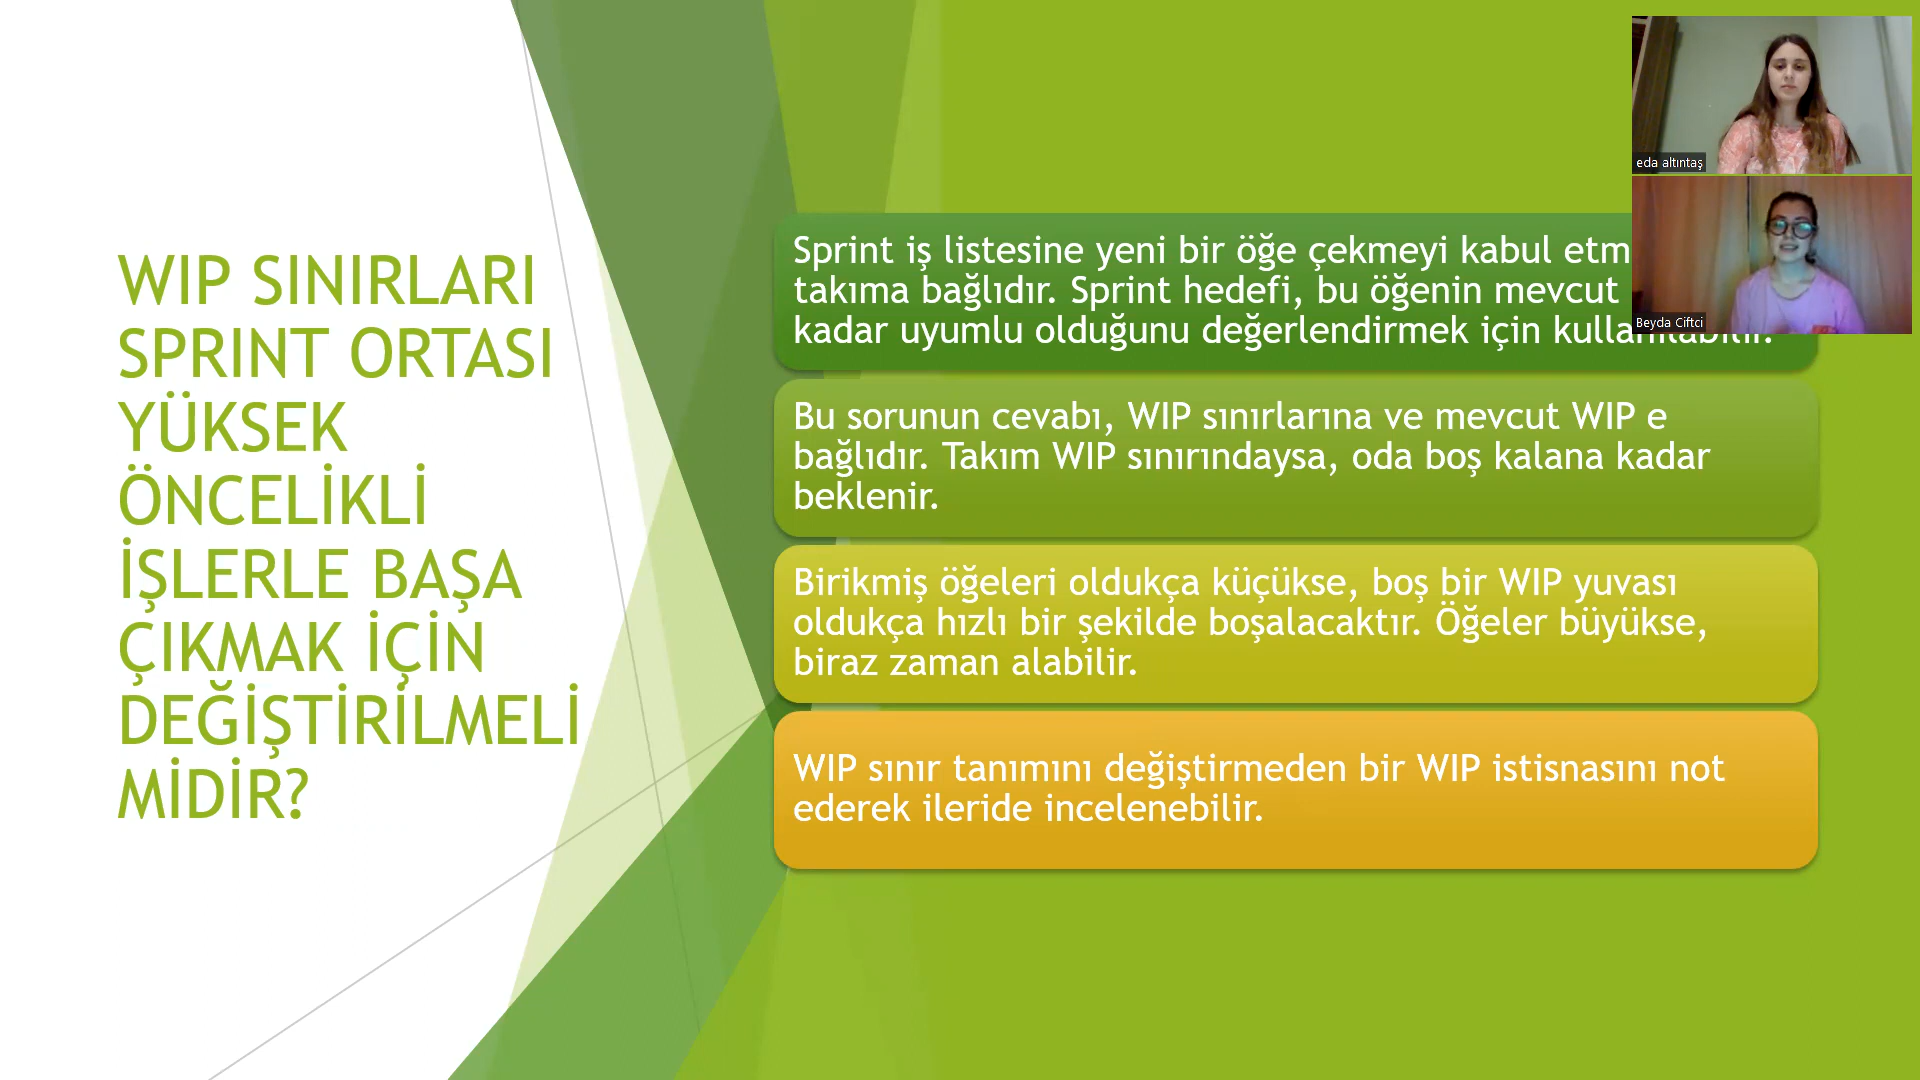 WIP SINIRLARI
SPRINT ORTASI
YÜKSEK
ÖNCELİKLİ
İŞLERLE BAŞA
ÇIKMAK İÇİN
DEĞİŞTİRİLMELİ
MİDİR?
Sprint iş listesine yeni bir öğe çekmeyi kabul
takıma bağlıdır. Sprint hedefi, bu öğenin mevcut
kadar uyumlu olduğunu değerlendirmek için kullanılabilir.
Bu sorunun cevabı, WIP sınırlarına ve mevcut WIP e
bağlıdır. Takım WIP sınırındaysa, oda boş kalana kadar
beklenir.
Birikmiş öğeleri oldukça küçükse, boş bir WIP yuvası
oldukça hızlı bir şekilde boşalacaktır. Öğeler büyükse,
biraz zaman alabilir.
WIP sınır tanımını değiştirmeden bir WIP istisnasını not
ederek ileride incelenebilir.
eda altıntaş
Beyda Ciftci